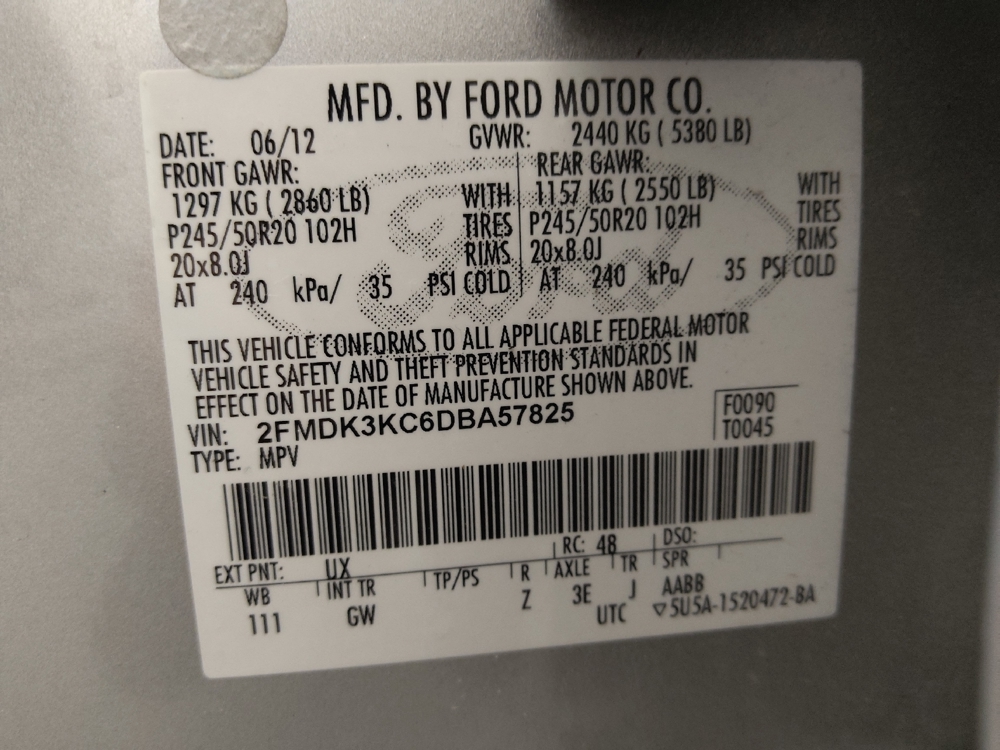 MFD. BY FORD MOTOR CO.
DATE: 06/12 GVWR: 2440 KG ( 5380 LB)
FRONT GAWR: REAR GAWR:
1297 KG ( 2860 LB) WITH 1157 KG ( 2550 LB) WITH
P245/50R20 102H TIRES P245/50R20 102H TIRES
20x8.0J RIMS 20x8.0J RIMS
AT 240 kPa/ 35 PSI COLD AT 240 kPa/ 35 PSI COLD
THIS VEHICLE CONFORMS TO ALL APPLICABLE FEDERAL MOTOR
VEHICLE SAFETY AND THEFT PREVENTION STANDARDS IN
EFFECT ON THE DATE OF MANUFACTURE SHOWN ABOVE.
VIN: 2FMDK3KC6DBA57825 F0090
TYPE: MPV T0045
EXT PNT: UX RC: 48 DSO:
WB INT TR TP/PS R AXLE TR SPR
111 GW Z 3E J AABB
UTC ▽5U5A-1520472-BA
Ford